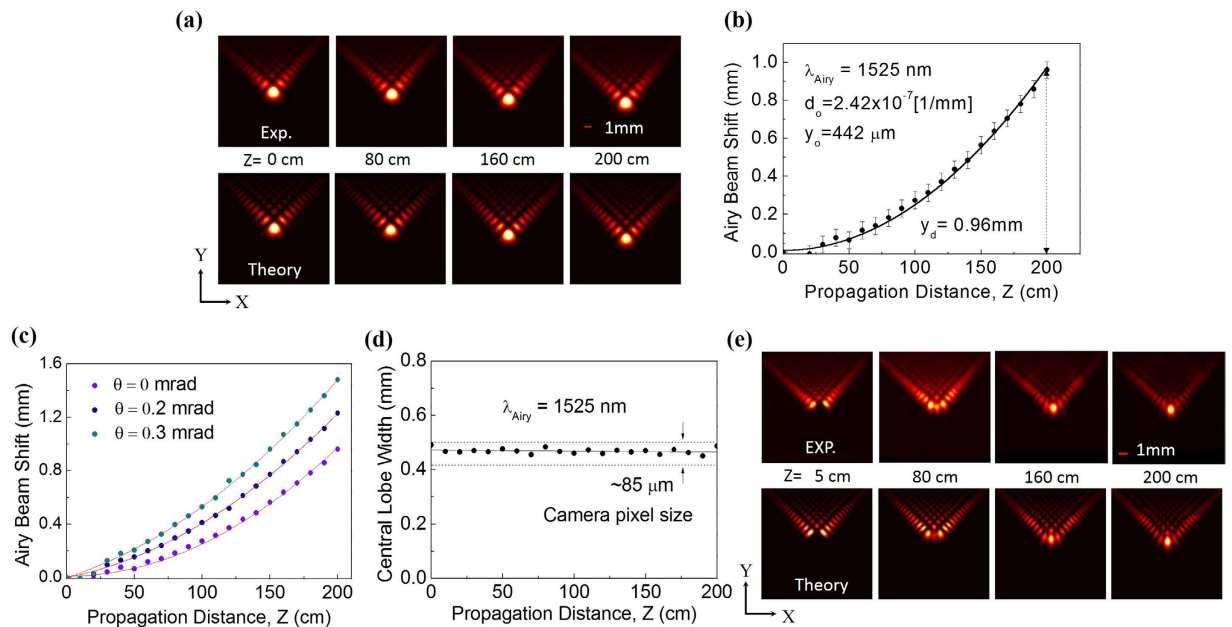 (a)
Exp.
1mm
Z= 0 cm 80 cm 160 cm 200 cm
Theory
Y
X
(b)
Airy Beam Shift (mm)
1.0
0.8
0.6
0.4
0.2
0.0
λAiry = 1525 nm
do=2.42x10-7[1/mm]
yo=442 μm
yd= 0.96mm
0 50 100 150 200
Propagation Distance, Z (cm)
(c)
Airy Beam Shift (mm)
1.6
1.2
0.8
0.4
0.0
θ = 0 mrad
θ = 0.2 mrad
θ = 0.3 mrad
0 50 100 150 200
Propagation Distance, Z (cm)
(d)
Central Lobe Width (mm)
0.8
0.6
0.4
0.2
0.0
λAiry = 1525 nm
~85 μm
Camera pixel size
0 50 100 150 200
Propagation Distance, Z (cm)
(e)
EXP.
1mm
Z= 5 cm 80 cm 160 cm 200 cm
Theory
Y
X